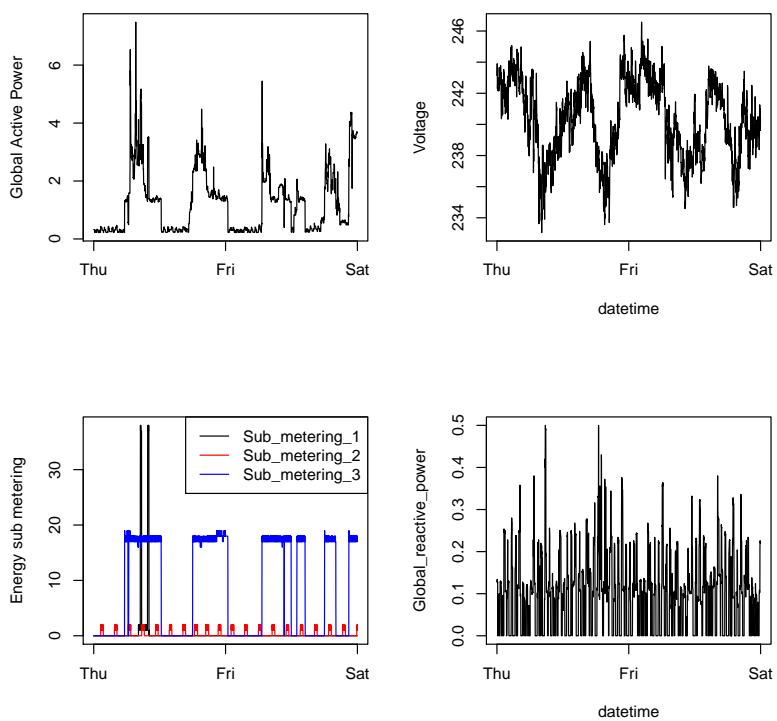 Global Active Power
6
4
2
0
Thu
Fri
Sat
Voltage
246
242
238
234
Thu
Fri
Sat
datetime
Energy sub metering
30
20
10
0
Sub_metering_1
Sub_metering_2
Sub_metering_3
Thu
Fri
Sat
Global_reactive_power
0.5
0.4
0.3
0.2
0.1
0.0
Thu
Fri
Sat
datetime